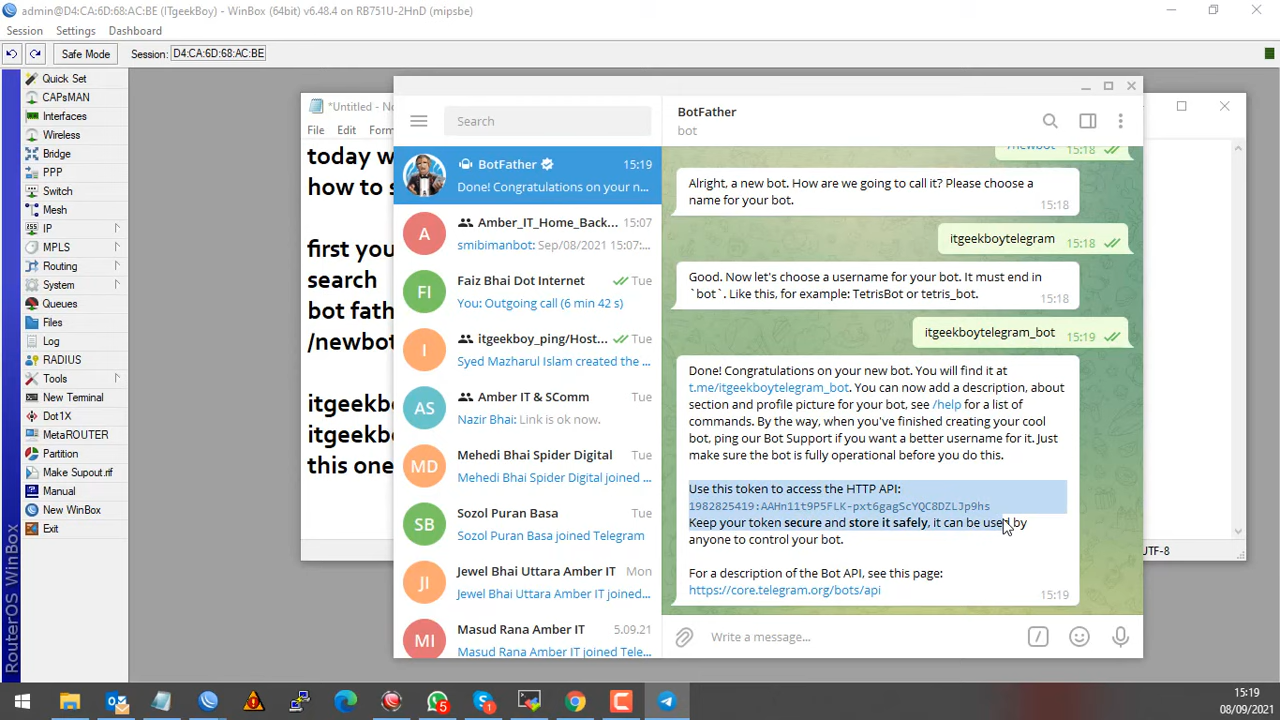 admin@D4:CA:6D:68:AC:BE (ITgeekBoy) - WinBox (64bit) v6.48.4 on RB751U-2HnD (mipsbe)
Session Settings Dashboard
Safe Mode Session: D4:CA:6D:68:AC:BE
Quick Set
CAPsMAN
Interfaces
Wireless
Bridge
PPP
Switch
Mesh
IP
MPLS
Routing
System
Queues
Files
Log
RADIUS
Tools
New Terminal
Dot1X
MetaROUTER
Partition
Make Supout.rif
Manual
New WinBox
Exit
RouterOS WinBox
*Untitled - No
File Edit Form
today w
how to s
first you
search
bot fath
/newbot
itgeekb
itgeekb
this one
UTF-8
Search
BotFather 15:19
Done! Congratulations on your n...
A
Amber_IT_Home_Back... 15:07
smibimanbot: Sep/08/2021 15:07:...
FI
Faiz Bhai Dot Internet Tue
You: Outgoing call (6 min 42 s)
I
itgeekboy_ping/Host... Tue
Syed Mazharul Islam created the ...
AS
Amber IT & SComm Tue
Nazir Bhai: Link is ok now.
MD
Mehedi Bhai Spider Digital Tue
Mehedi Bhai Spider Digital joined ...
SB
Sozol Puran Basa Tue
Sozol Puran Basa joined Telegram
JI
Jewel Bhai Uttara Amber IT Mon
Jewel Bhai Uttara Amber IT joined...
MI
Masud Rana Amber IT 5.09.21
Masud Rana Amber IT joined Tele...
BotFather
bot
/newbot 15:18
Alright, a new bot. How are we going to call it? Please choose a
name for your bot. 15:18
itgeekboytelegram 15:18
Good. Now let's choose a username for your bot. It must end in
`bot`. Like this, for example: TetrisBot or tetris_bot. 15:18
itgeekboytelegram_bot 15:19
Done! Congratulations on your new bot. You will find it at
t.me/itgeekboytelegram_bot. You can now add a description, about
section and profile picture for your bot, see /help for a list of
commands. By the way, when you've finished creating your cool
bot, ping our Bot Support if you want a better username for it. Just
make sure the bot is fully operational before you do this.
Use this token to access the HTTP API:
1982825419:AAHn11t9P5FLK-pxt6gagScYQC8DZLJp9hs
Keep your token secure and store it safely, it can be used by
anyone to control your bot.
For a description of the Bot API, see this page:
https://core.telegram.org/bots/api 15:19
Write a message...
5
1
15:19
08/09/2021